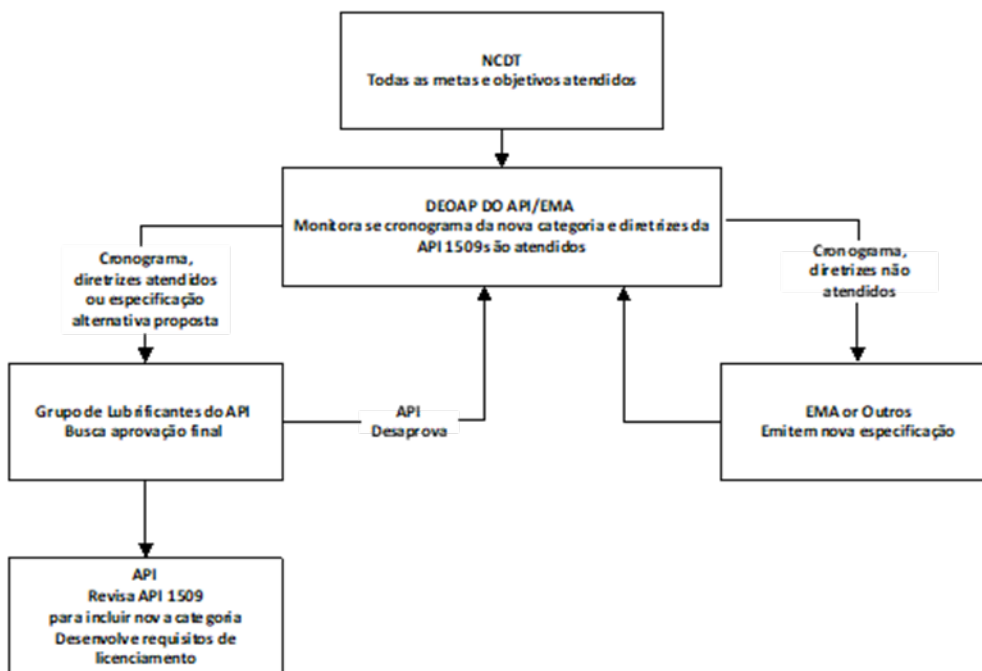 NCDT
Todas as metas e objetivos atendidos
DEOAP DO API/EMA
Monitora se cronograma da nova categoria e diretrizes da
API 1509 são atendidos
Cronograma,
diretrizes atendidos
ou especificação
alternativa proposta
Cronograma,
diretrizes não
atendidos
Grupo de Lubrificantes do API
Busca aprovação final
API
Desaprova
EMA or Outros
Emitem nova especificação
API
Revisa API 1509
para incluir nova categoria
Desenvolve requisitos de
licenciamento